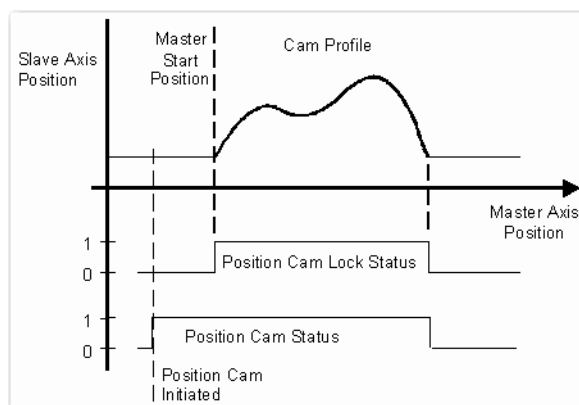 Slave Axis
Position
Master
Start
Position
Cam Profile
Master Axis
Position
1
0
Position Cam Lock Status
1
0
Position Cam Status
Position Cam
Initiated